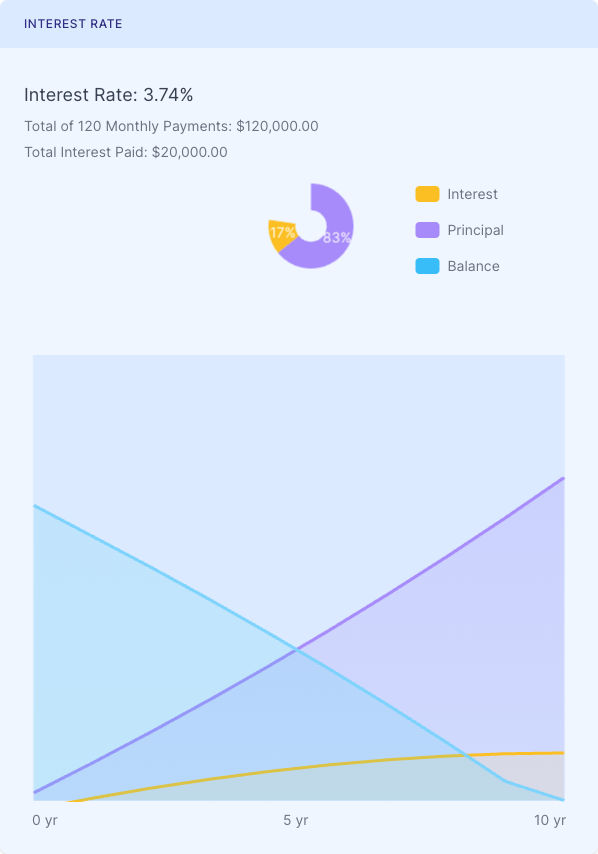 INTEREST RATE
Interest Rate: 3.74%
Total of 120 Monthly Payments: $120,000.00
Total Interest Paid: $20,000.00
17%
83%
Interest
Principal
Balance
0 yr
5 yr
10 yr